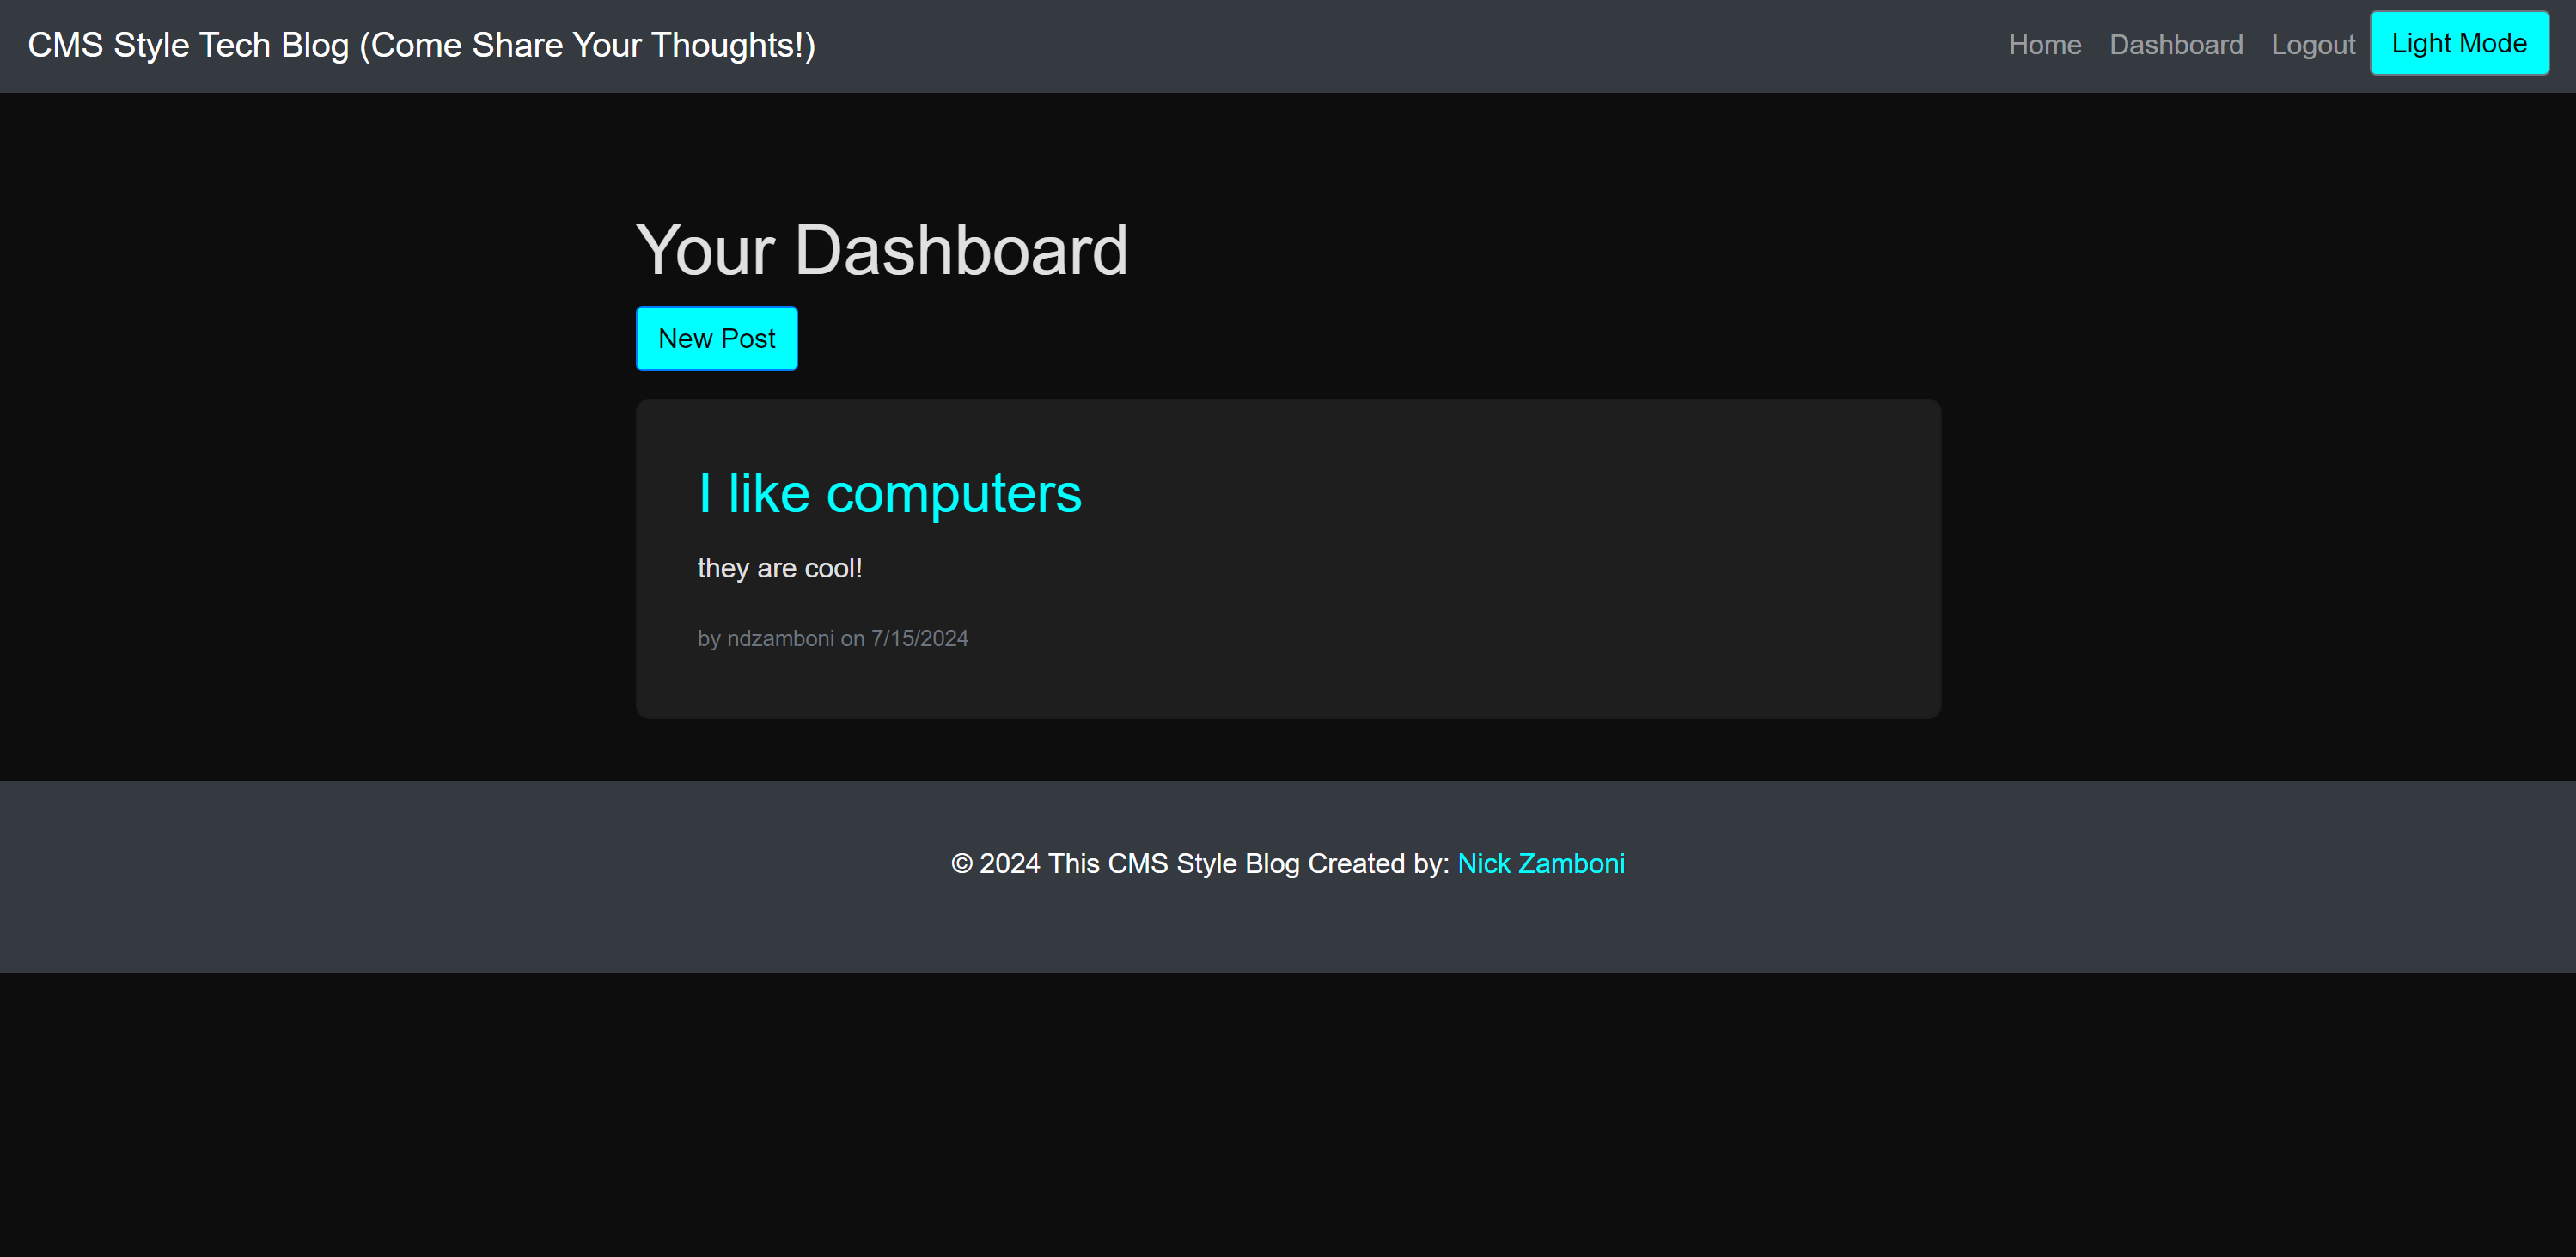 CMS Style Tech Blog (Come Share Your Thoughts!) Home Dashboard Logout Light Mode
Your Dashboard
New Post
I like computers
they are cool!
by ndzamboni on 7/15/2024
© 2024 This CMS Style Blog Created by: Nick Zamboni